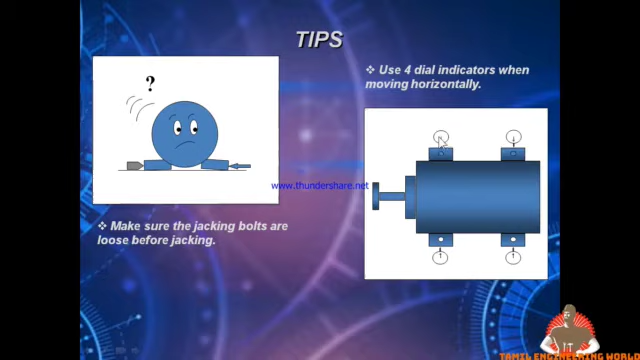 TIPS
?
❖ Use 4 dial indicators when
moving horizontally.
www.thundershare.net
❖ Make sure the jacking bolts are
loose before jacking.
IT
TAMIL ENGINEERING WORLD